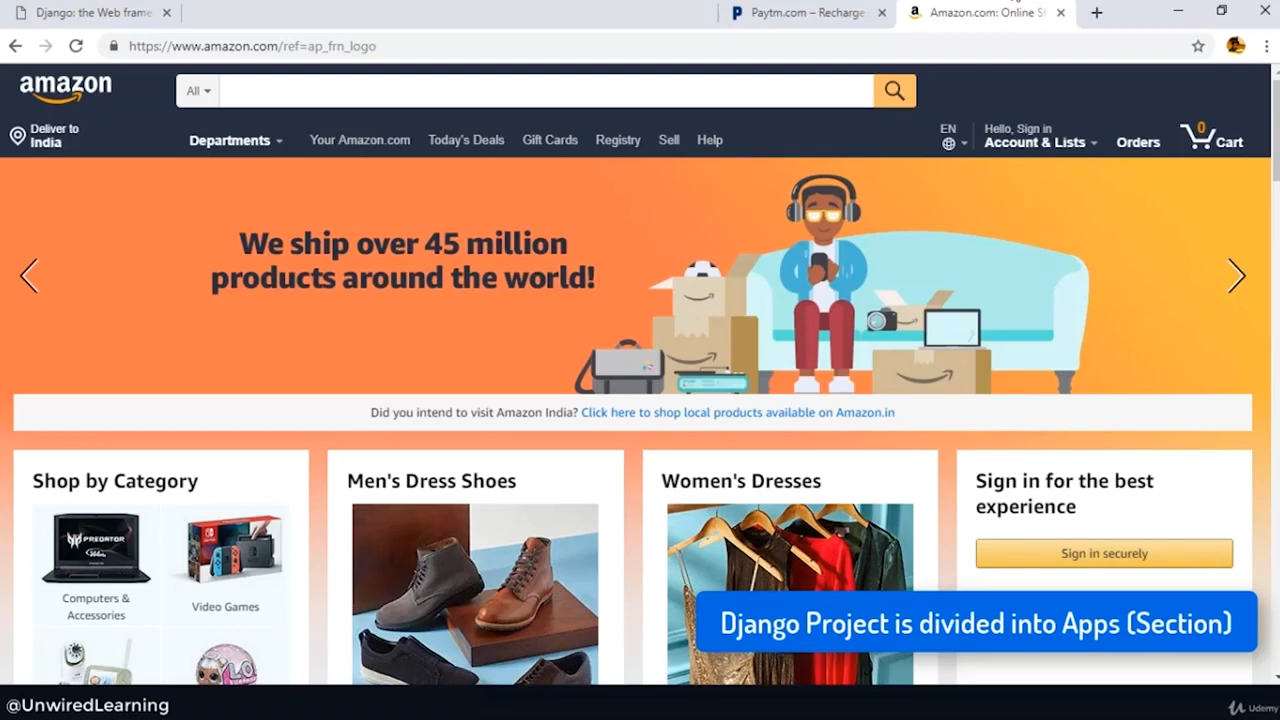 Django: the Web frame
Paytm.com – Recharge
Amazon.com: Online S
https://www.amazon.com/ref=ap_frn_logo
amazon
All
Deliver to
India
Departments
Your Amazon.com
Today's Deals
Gift Cards
Registry
Sell
Help
EN
Hello, Sign in
Account & Lists
Orders
0
Cart
We ship over 45 million
products around the world!
Did you intend to visit Amazon India? Click here to shop local products available on Amazon.in
Shop by Category
PREDATOR
Computers &
Accessories
Video Games
Men's Dress Shoes
Women's Dresses
Sign in for the best
experience
Sign in securely
Django Project is divided into Apps (Section)
@UnwiredLearning
Udemy